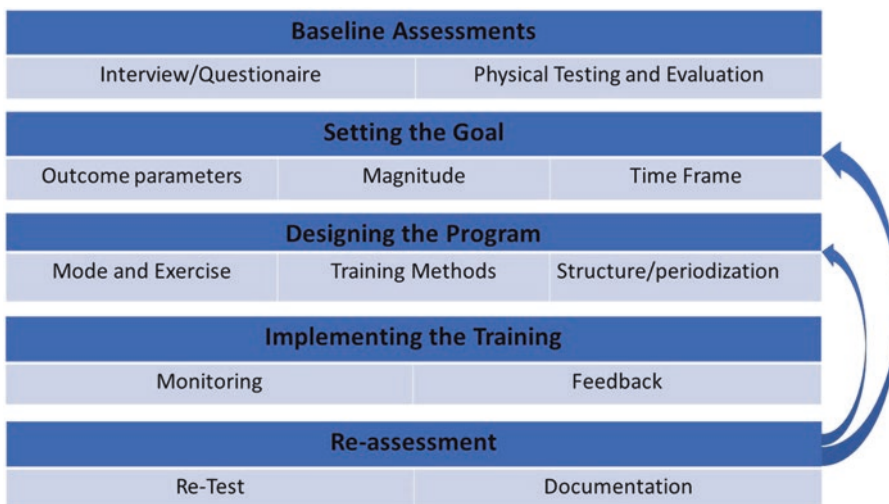 Baseline Assessments
Interview/Questionaire Physical Testing and Evaluation
Setting the Goal
Outcome parameters Magnitude Time Frame
Designing the Program
Mode and Exercise Training Methods Structure/periodization
Implementing the Training
Monitoring Feedback
Re-assessment
Re-Test Documentation